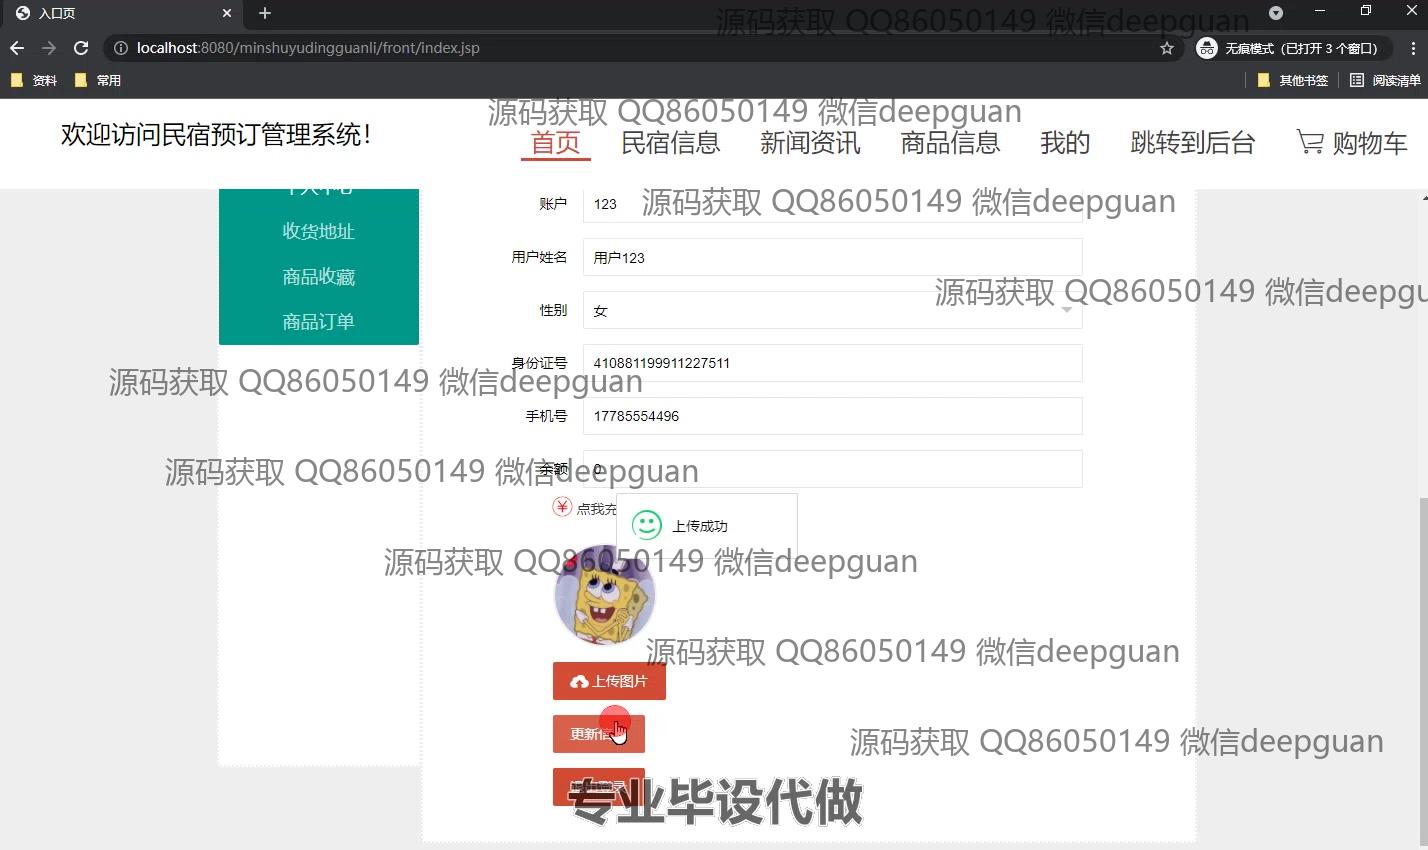 入口页
源码获取 QQ86050149 微信deepguan
localhost:8080/minshuyudingguanli/front/index.jsp
无痕模式（已打开 3 个窗口）
资料
常用
其他书签
阅读清单
源码获取 QQ86050149 微信deepguan
欢迎访问民宿预订管理系统！
首页
民宿信息
新闻资讯
商品信息
我的
跳转到后台
购物车
个人中心
收货地址
商品收藏
商品订单
账户
123
源码获取 QQ86050149 微信deepguan
用户姓名
用户123
源码获取 QQ86050149 微信deepgu
性别
女
身份证号
410881199911227511
源码获取 QQ86050149 微信deepguan
手机号
17785554496
余额
0
源码获取 QQ86050149 微信deepguan
点我充
上传成功
源码获取 QQ86050149 微信deepguan
源码获取 QQ86050149 微信deepguan
上传图片
更新信
源码获取 QQ86050149 微信deepguan
专业毕设代做